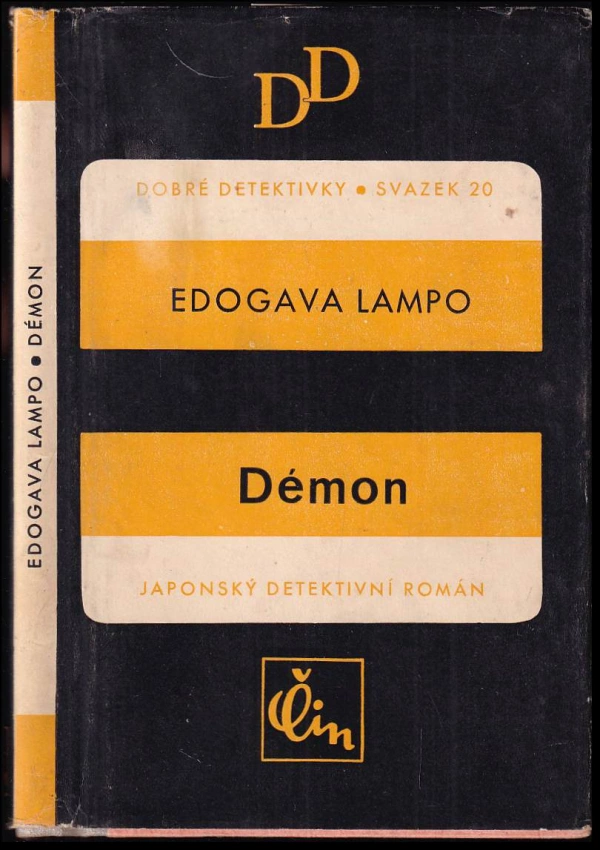 DD
DOBRÉ DETEKTIVKY • SVAZEK 20
EDOGAVA LAMPO
Démon
JAPONSKÝ DETEKTIVNÍ ROMÁN
Čin
EDOGAVA LAMPO • DÉMON